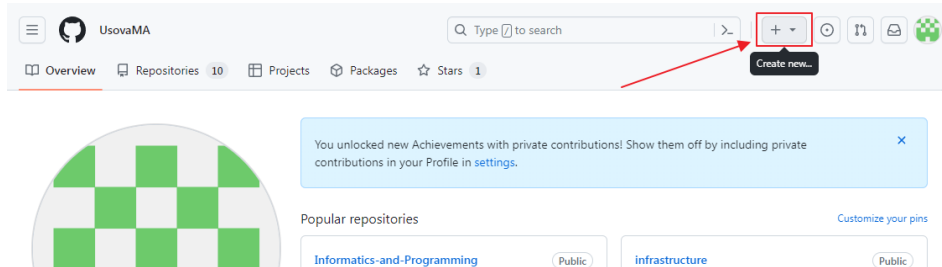 UsovaMA
Type / to search
Create new...
Overview
Repositories 10
Projects
Packages
Stars 1
You unlocked new Achievements with private contributions! Show them off by including private
contributions in your Profile in settings.
Popular repositories
Customize your pins
Informatics-and-Programming
Public
infrastructure
Public